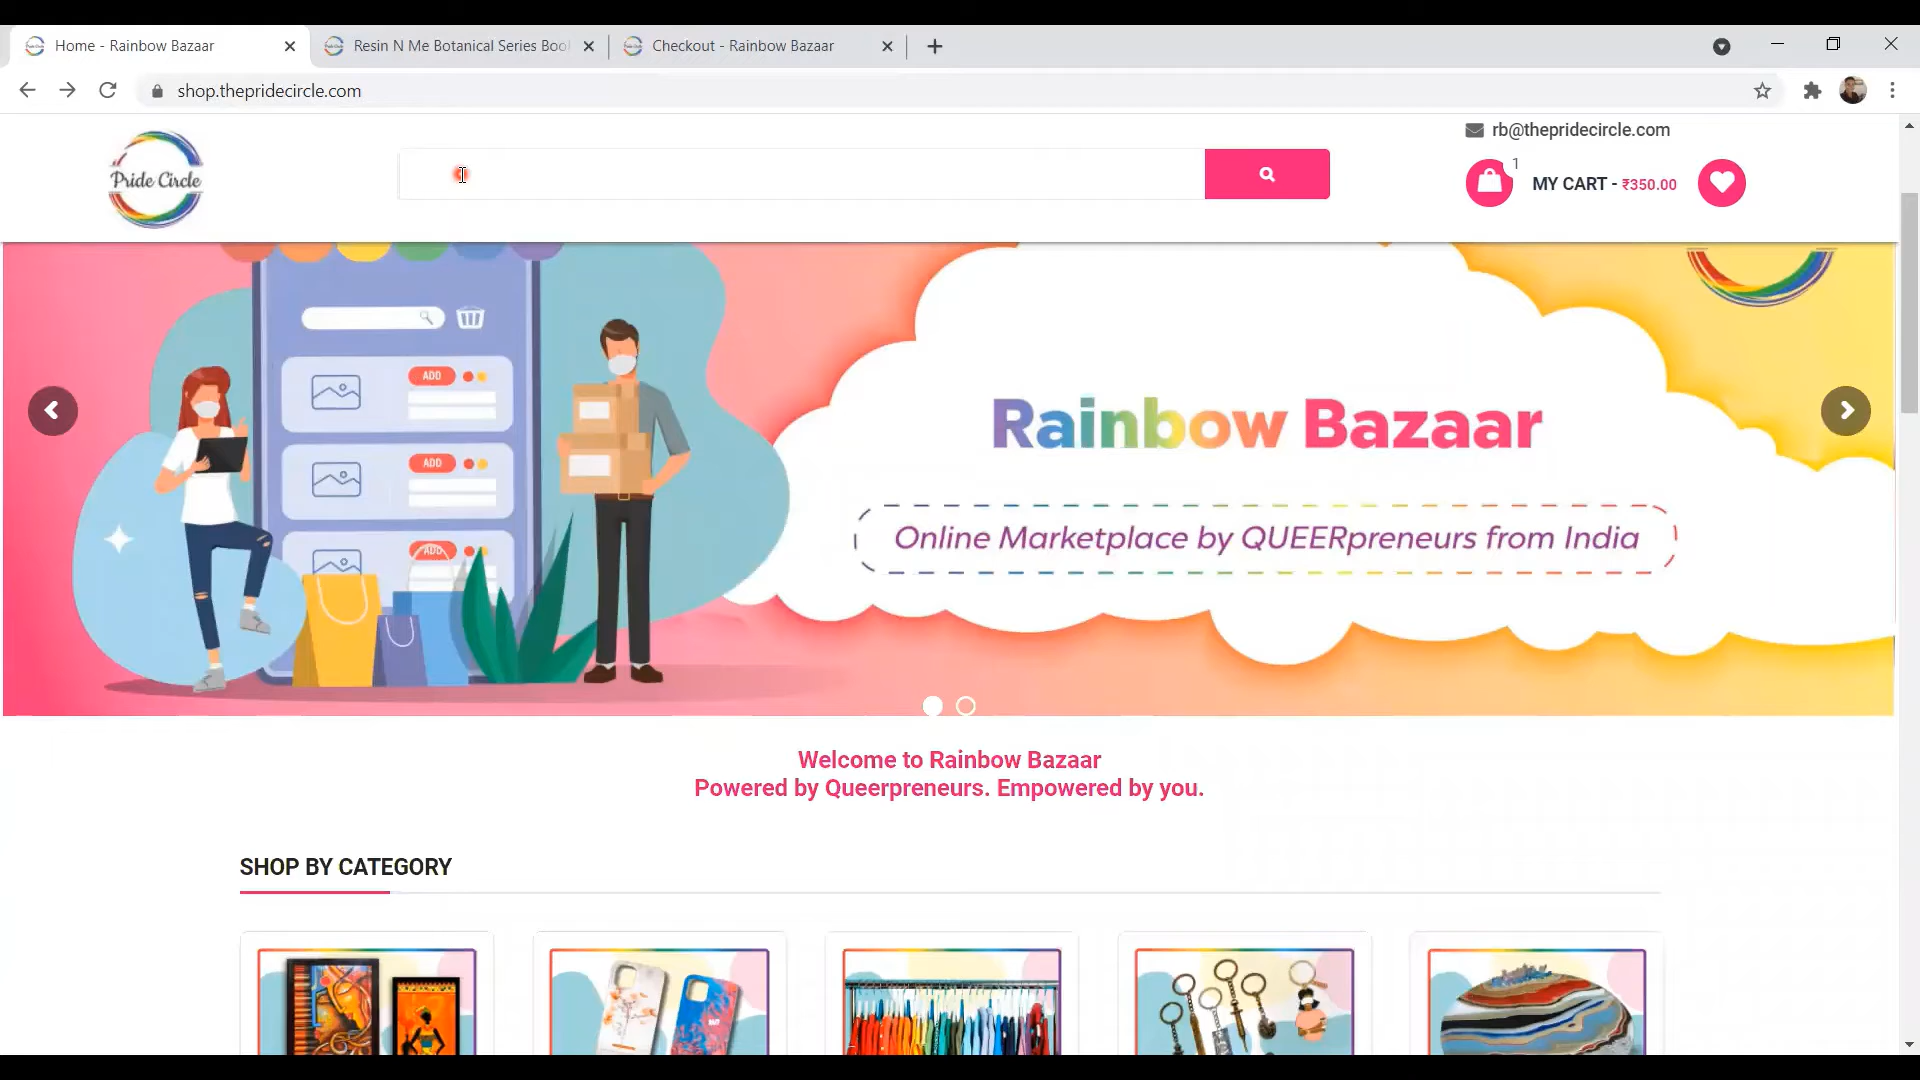 Home - Rainbow Bazaar
Resin N Me Botanical Series Boo
Checkout - Rainbow Bazaar
shop.thepridecircle.com
rb@thepridecircle.com
Pride Circle
1
MY CART - ₹350.00
ADD
ADD
ADD
Rainbow Bazaar
Online Marketplace by QUEERpreneurs from India
Welcome to Rainbow Bazaar
Powered by Queerpreneurs. Empowered by you.
SHOP BY CATEGORY